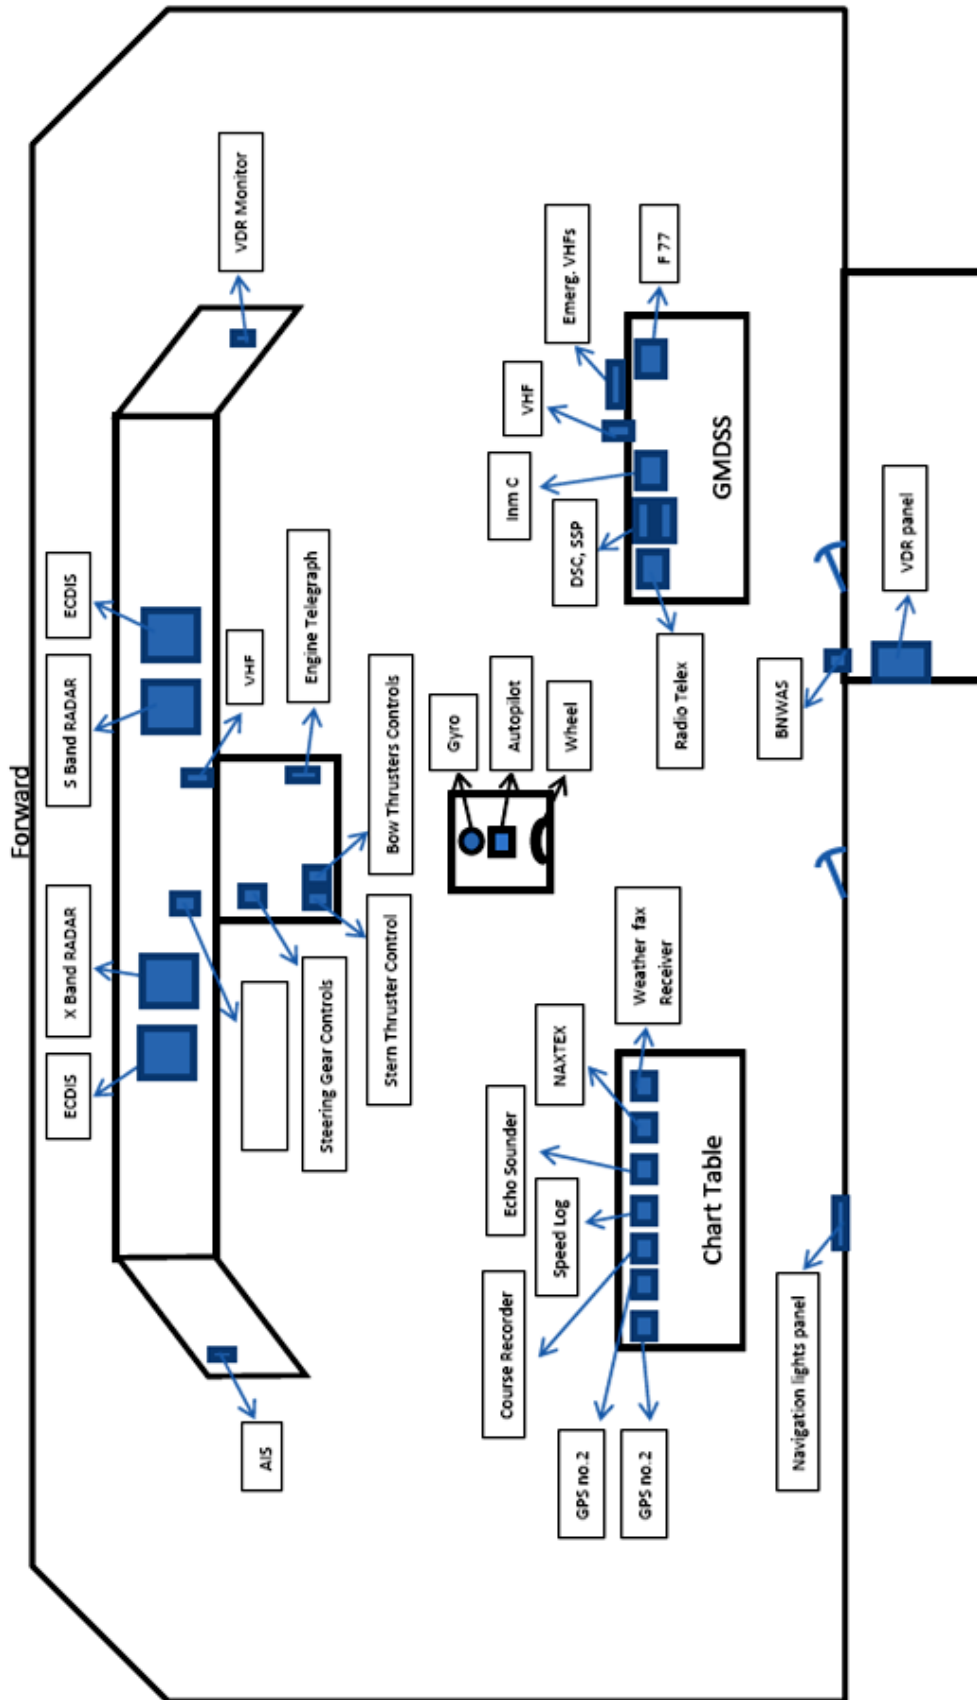 Forward
ECDIS
X Band RADAR
S Band RADAR
ECDIS
VDR Monitor
AIS
VHF
Engine Telegraph
Steering Gear Controls
Stern Thruster Control
Bow Thrusters Controls
Gyro
Autopilot
Wheel
Course Recorder
Speed Log
Echo Sounder
NAXTEX
Weather fax
Receiver
GPS no.2
GPS no.2
Chart Table
DSC, SSP
Inm C
VHF
Emerg. VHFs
F 77
Radio Telex
GMDSS
Navigation lights panel
BNWAS
VDR panel